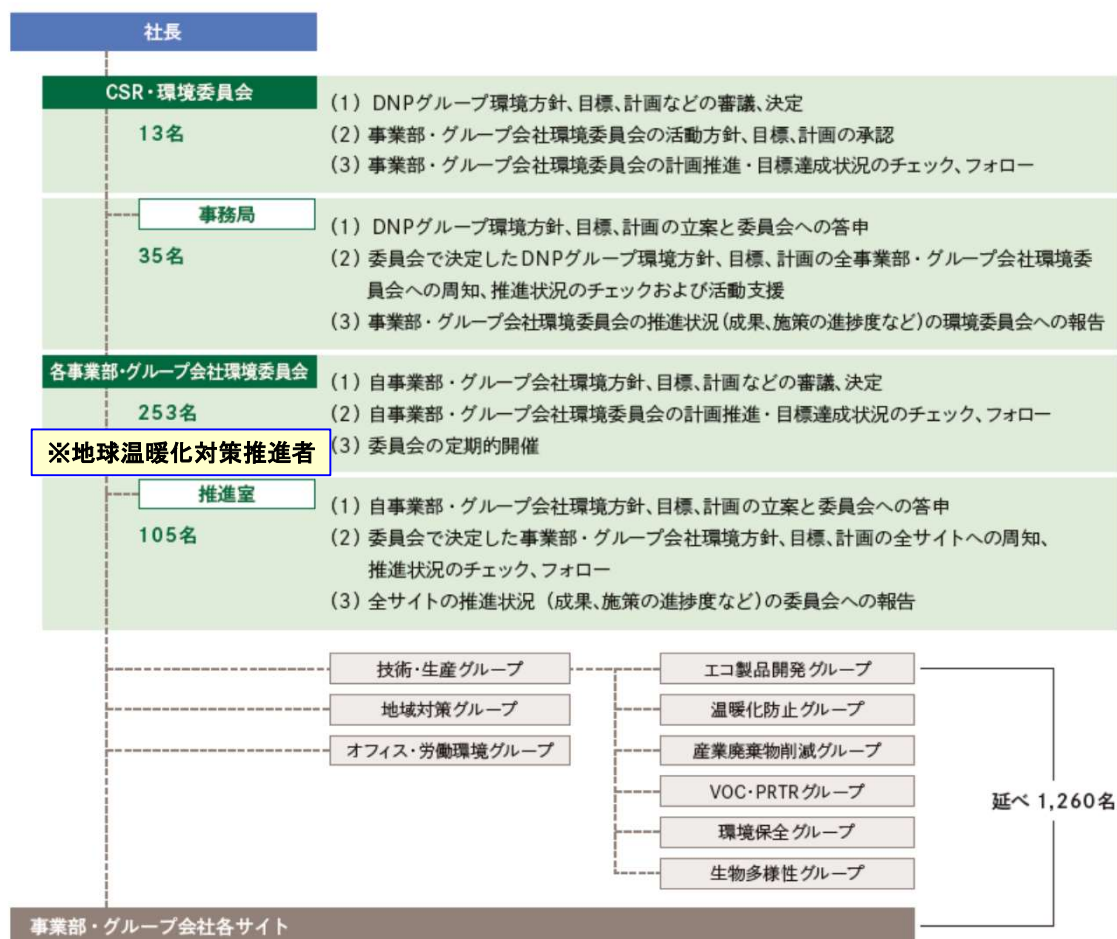 社長
CSR・環境委員会
13名
(1) DNPグループ環境方針、目標、計画などの審議、決定
(2) 事業部・グループ会社環境委員会の活動方針、目標、計画の承認
(3) 事業部・グループ会社環境委員会の計画推進・目標達成状況のチェック、フォロー
事務局
35名
(1) DNPグループ環境方針、目標、計画の立案と委員会への答申
(2) 委員会で決定したDNPグループ環境方針、目標、計画の全事業部・グループ会社環境委
員会への周知、推進状況のチェックおよび活動支援
(3) 事業部・グループ会社環境委員会の推進状況(成果、施策の進捗度など)の環境委員会への報告
各事業部・グループ会社環境委員会
253名
※地球温暖化対策推進者
(1) 自事業部・グループ会社環境方針、目標、計画などの審議、決定
(2) 自事業部・グループ会社環境委員会の計画推進・目標達成状況のチェック、フォロー
(3) 委員会の定期的開催
推進室
105名
(1) 自事業部・グループ会社環境方針、目標、計画の立案と委員会への答申
(2) 委員会で決定した事業部・グループ会社環境方針、目標、計画の全サイトへの周知、
推進状況のチェック、フォロー
(3) 全サイトの推進状況 (成果、施策の進捗度など)の委員会への報告
技術・生産グループ
地域対策グループ
オフィス・労働環境グループ
エコ製品開発グループ
温暖化防止グループ
産業廃棄物削減グループ
VOC・PRTRグループ
環境保全グループ
生物多様性グループ
延べ 1,260名
事業部・グループ会社各サイト